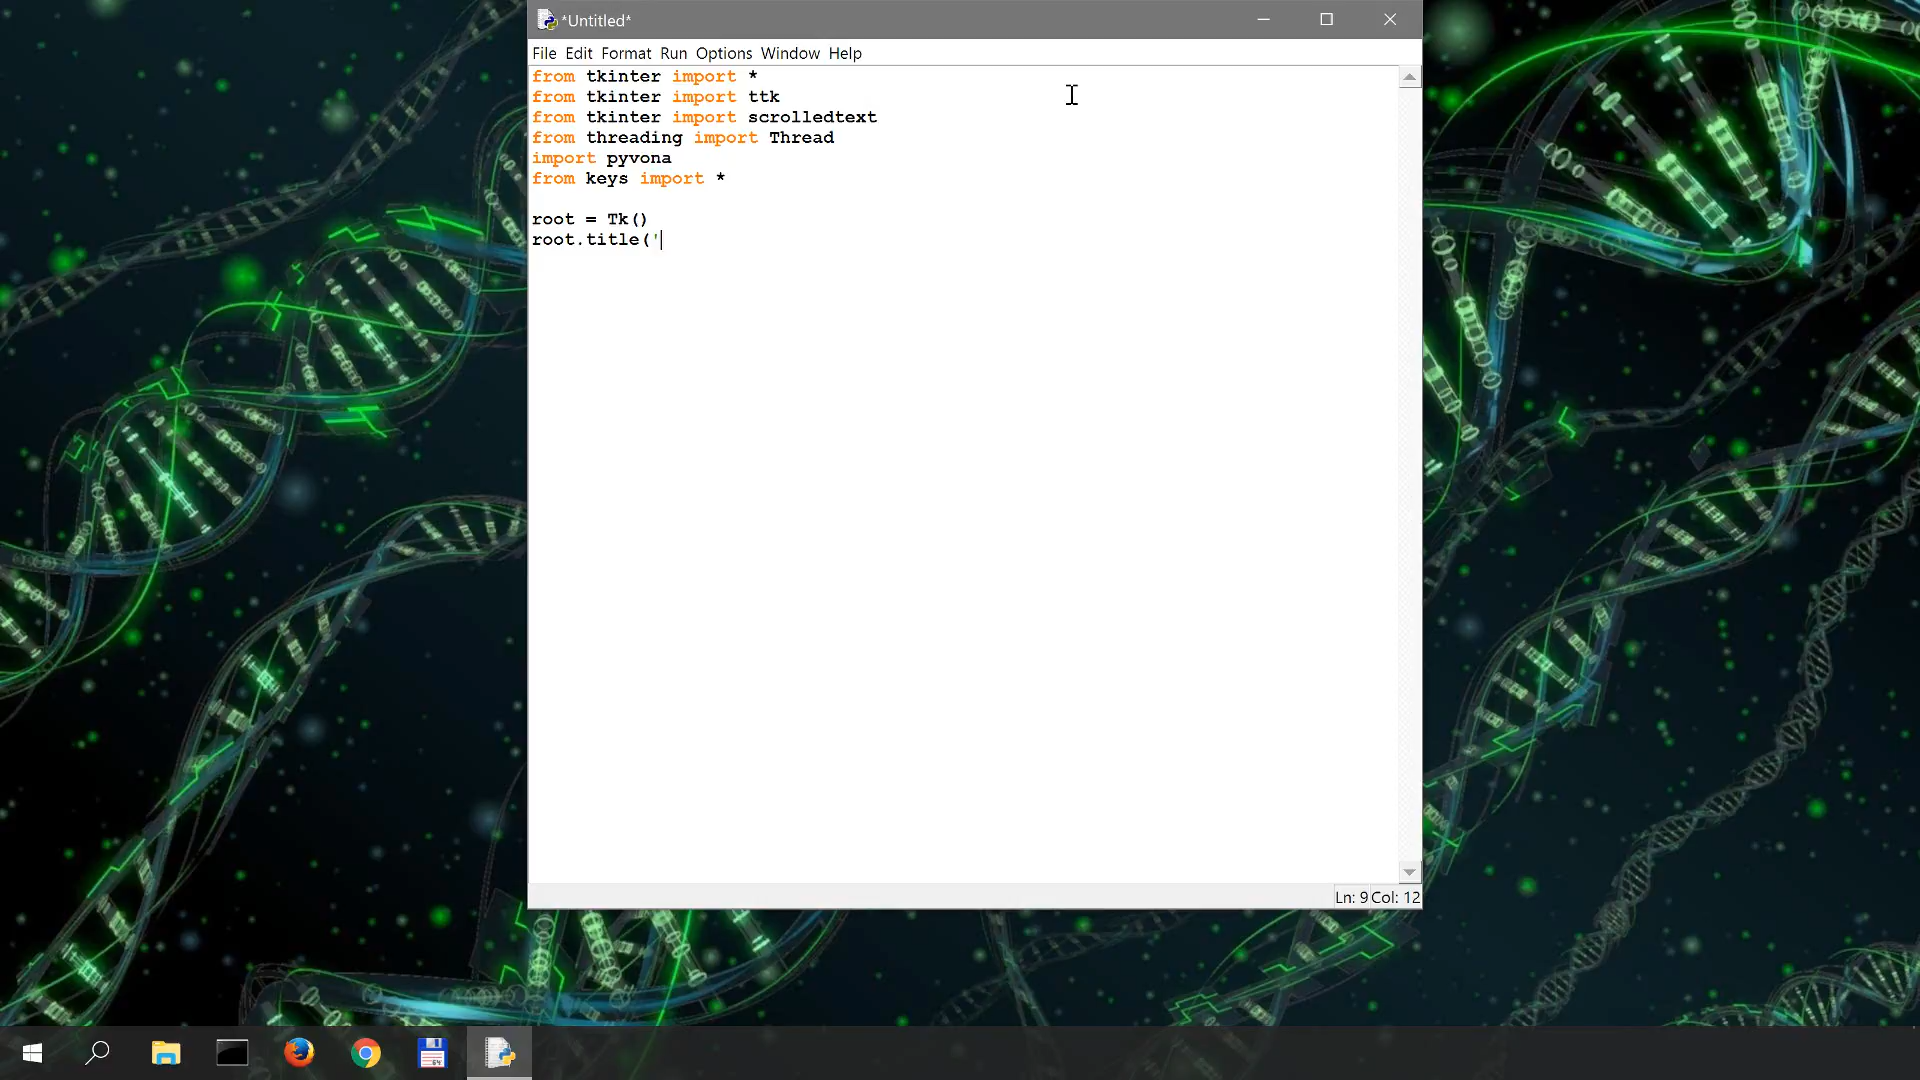 *Untitled*
File Edit Format Run Options Window Help
from tkinter import *
from tkinter import ttk
from tkinter import scrolledtext
from threading import Thread
import pyvona
from keys import *
root = Tk()
root.title('
Ln: 9 Col: 12
64